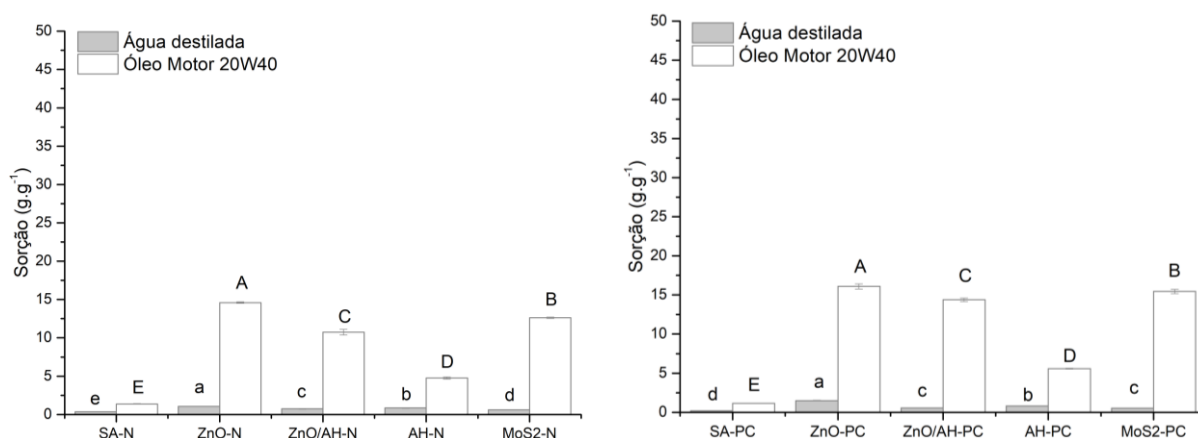 50
45
40
35
30
25
20
15
10
5
0
Sorção (g.g⁻¹)
Água destilada
Óleo Motor 20W40
e E a A c C b D d B
SA-N ZnO-N ZnO/AH-N AH-N MoS2-N
50
45
40
35
30
25
20
15
10
5
0
Sorção (g.g⁻¹)
Água destilada
Óleo Motor 20W40
d E a A c C b D c B
SA-PC ZnO-PC ZnO/AH-PC AH-PC MoS2-PC